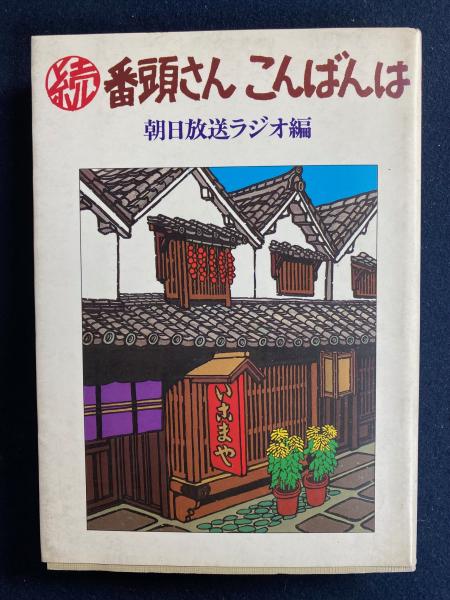 続 番頭さん こんばんは
朝日放送ラジオ編
いこまや